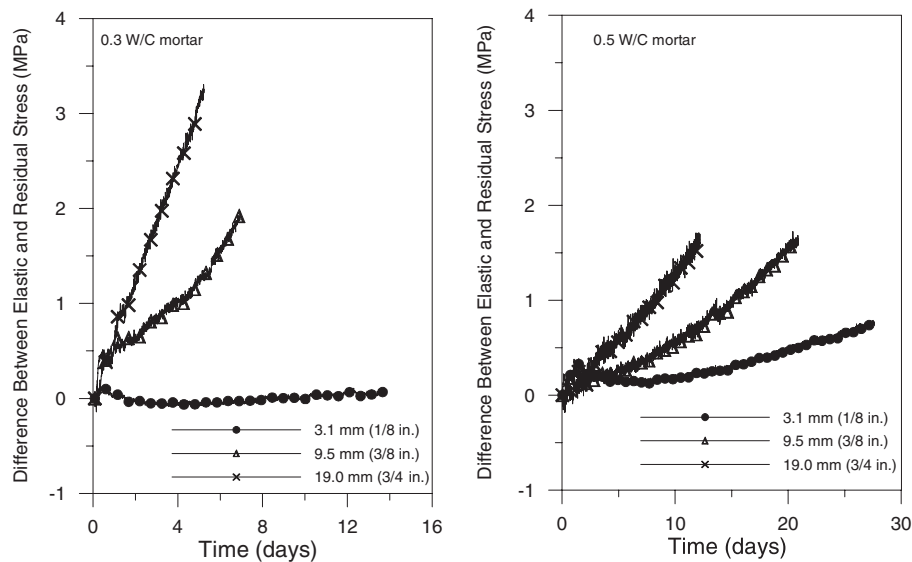 Difference Between Elastic and Residual Stress (MPa)
4
3
2
1
0
-1
0.3 W/C mortar
3.1 mm (1/8 in.)
9.5 mm (3/8 in.)
19.0 mm (3/4 in.)
0 4 8 12 16
Time (days)
Difference Between Elastic and Residual Stress (MPa)
4
3
2
1
0
-1
0.5 W/C mortar
3.1 mm (1/8 in.)
9.5 mm (3/8 in.)
19.0 mm (3/4 in.)
0 10 20 30
Time (days)